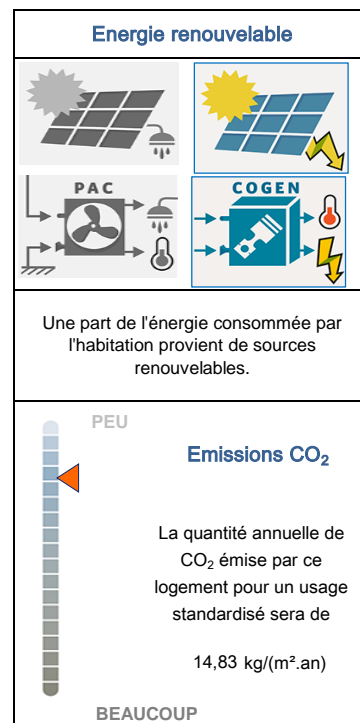 Energie renouvelable
PAC
COGEN
Une part de l'énergie consommée par
l'habitation provient de sources
renouvelables.
PEU
Emissions CO₂
La quantité annuelle de
CO₂ émise par ce
logement pour un usage
standardisé sera de
14,83 kg/(m².an)
BEAUCOUP